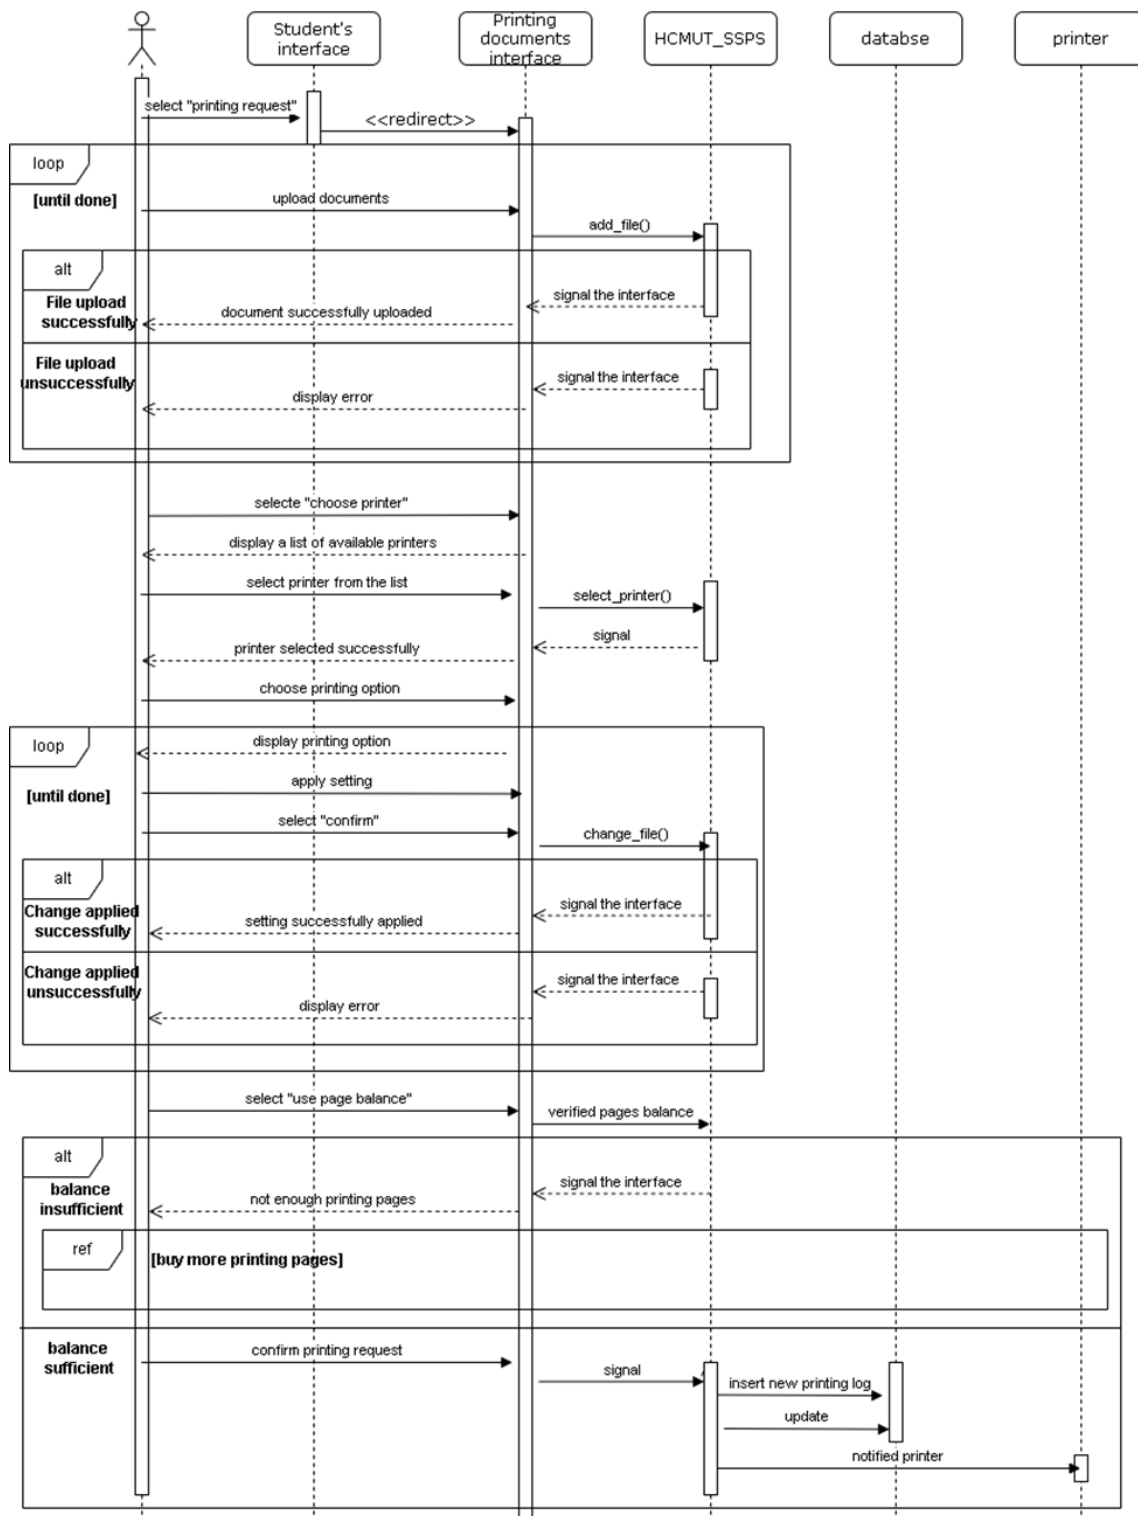 Student's
interface
Printing
documents
interface
HCMUT_SSPS
databse
printer
select "printing request"
<<redirect>>
loop
[until done]
upload documents
add_file()
alt
File upload
successfully
signal the interface
document successfully uploaded
File upload
unsuccessfully
signal the interface
display error
selecte "choose printer"
display a list of available printers
select printer from the list
select_printer()
signal
printer selected successfully
choose printing option
loop
display printing option
[until done]
apply setting
select "confirm"
change_file()
alt
Change applied
successfully
signal the interface
setting successfully applied
Change applied
unsuccessfully
signal the interface
display error
select "use page balance"
verified pages balance
alt
balance
insufficient
signal the interface
not enough printing pages
ref
[buy more printing pages]
balance
sufficient
confirm printing request
signal
insert new printing log
update
notified printer